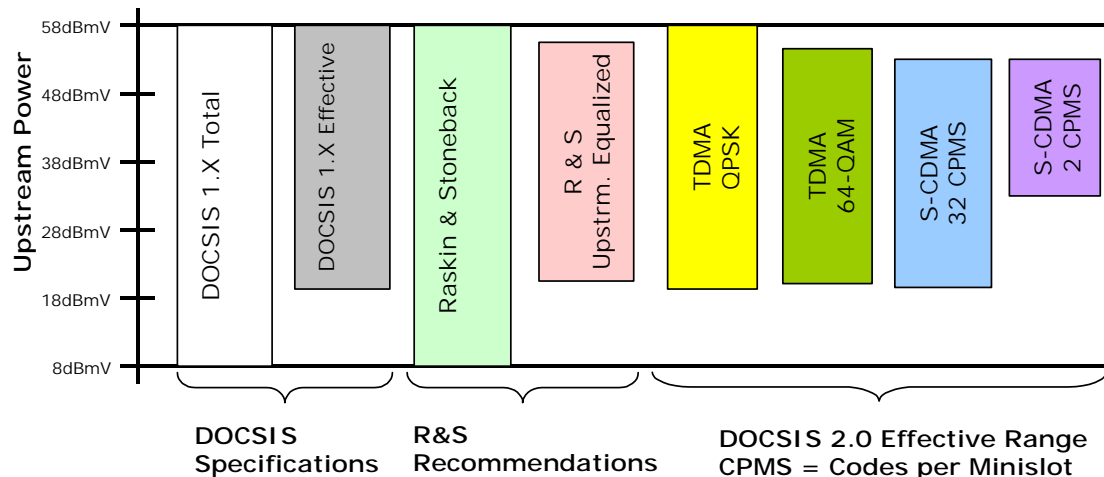 Upstream Power
58dBmV
48dBmV
38dBmV
28dBmV
18dBmV
8dBmV
DOCSIS 1.X Total
DOCSIS 1.X Effective
Raskin & Stoneback
R & S
Upstrm. Equalized
TDMA
QPSK
TDMA
64-QAM
S-CDMA
32 CPMS
S-CDMA
2 CPMS
DOCSIS
Specifications
R&S
Recommendations
DOCSIS 2.0 Effective Range
CPMS = Codes per Minislot